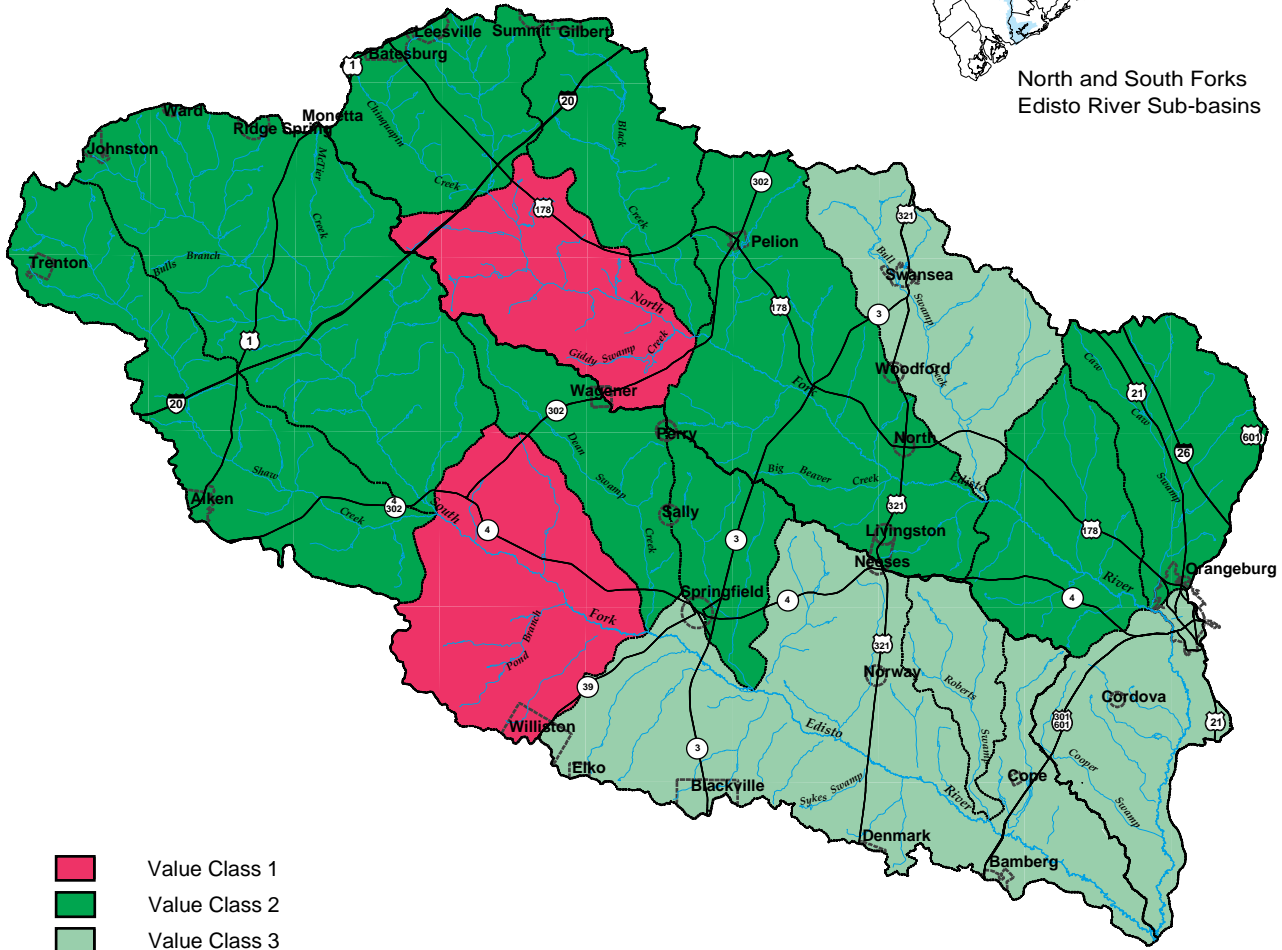 North and South Forks
Edisto River Sub-basins
Leesville
Summit
Gilbert
Batesburg
1
20
Ward
Monetta
Ridge Spring
Johnston
Chinquapin
Creek
Black
Creek
McTier
Creek
302
178
321
Trenton
Bulls
Branch
Pelion
Bull
Swansea
Swamp
Creek
North
178
3
1
Giddy Swamp
Creek
Woodford
Caw
21
Caw
Fork
Wagener
20
302
601
26
Perry
Dean
Swamp
Creek
North
Swamp
Shaw
Creek
Big
Beaver
Creek
Edisto
Aiken
4
302
South
321
Sally
4
3
Livingston
178
Neeses
River
Orangeburg
Springfield
4
4
Fork
Branch
Pond
321
Norway
39
Roberts
Swamp
Cordova
301
601
21
Williston
Edisto
3
Cooper
Swamp
Elko
Cope
Blackville
Sykes Swamp
River
Denmark
Bamberg
Value Class 1
Value Class 2
Value Class 3